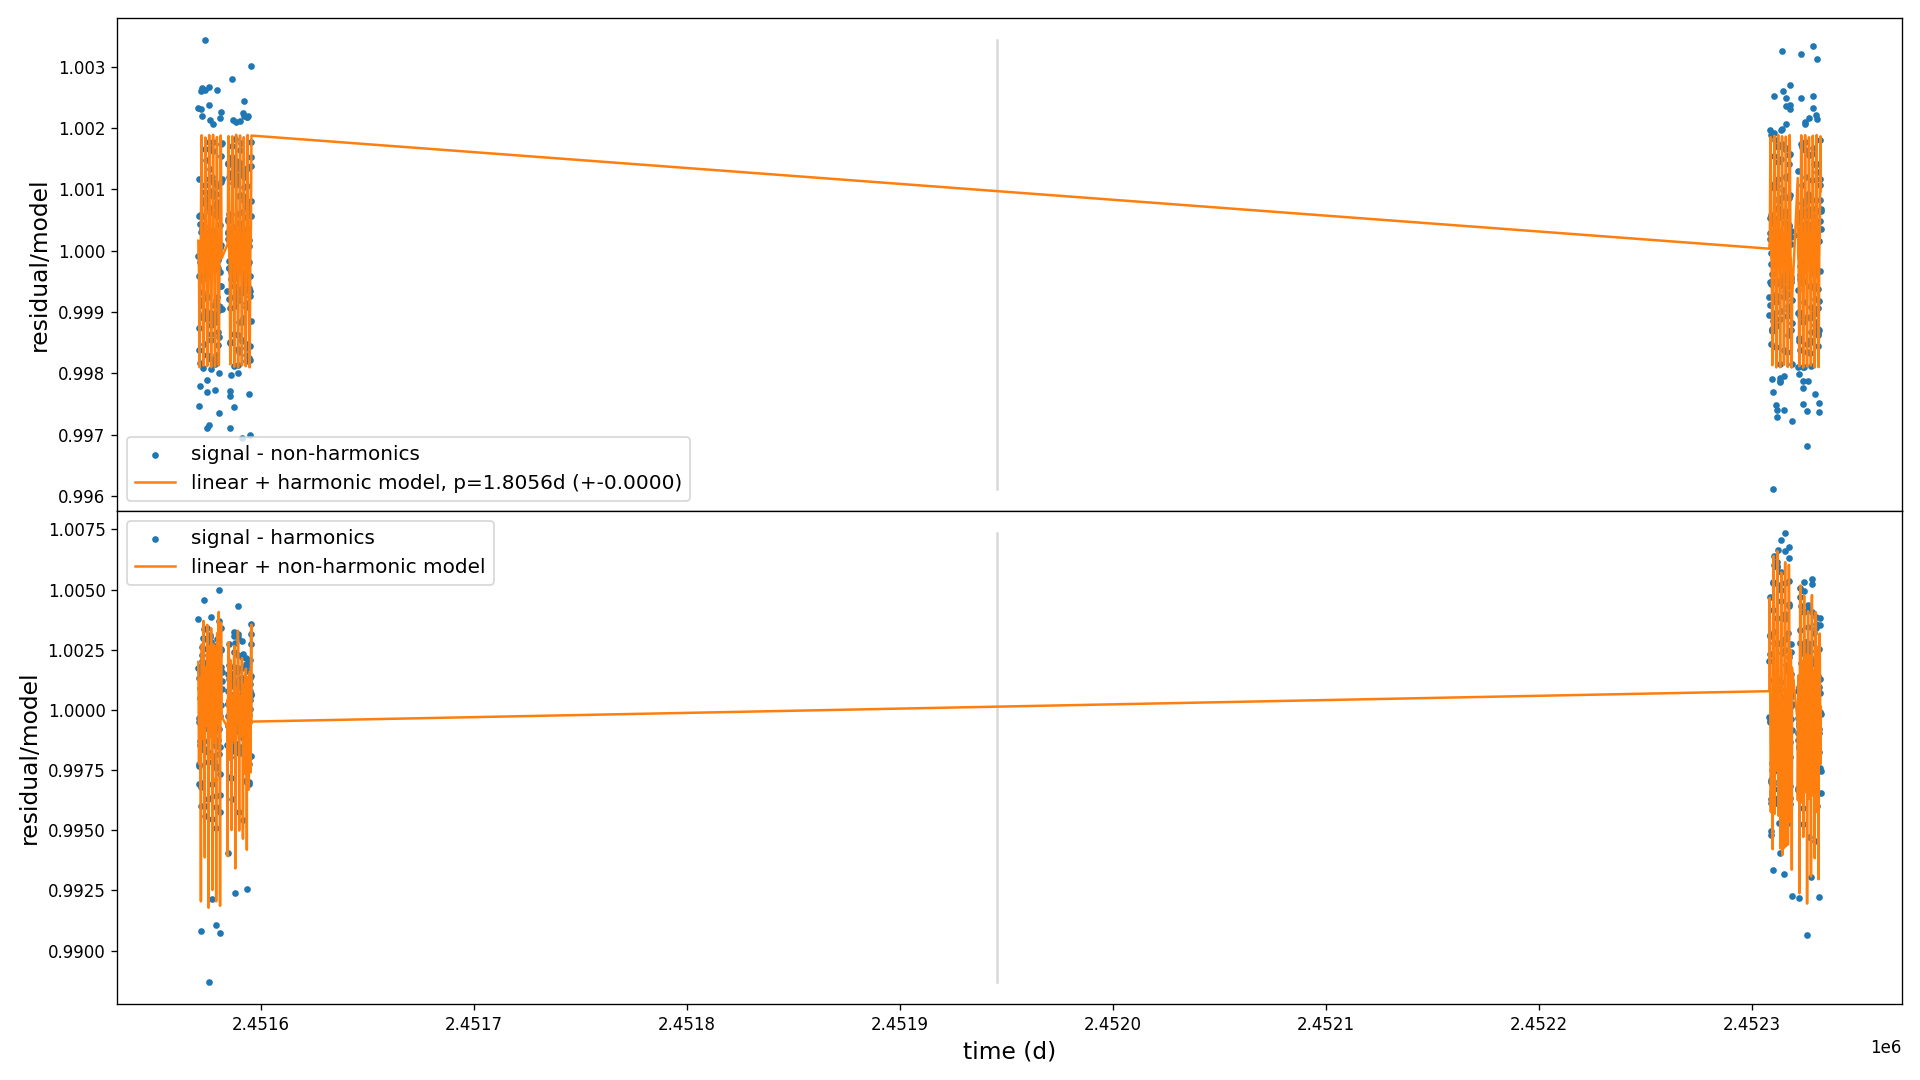 1.003
1.002
1.001
1.000
0.999
0.998
0.997
0.996
residual/model
signal - non-harmonics
linear + harmonic model, p=1.8056d (+-0.0000)
1.0075
1.0050
1.0025
1.0000
0.9975
0.9950
0.9925
0.9900
residual/model
signal - harmonics
linear + non-harmonic model
2.4516 2.4517 2.4518 2.4519 2.4520 2.4521 2.4522 2.4523
1e6
time (d)